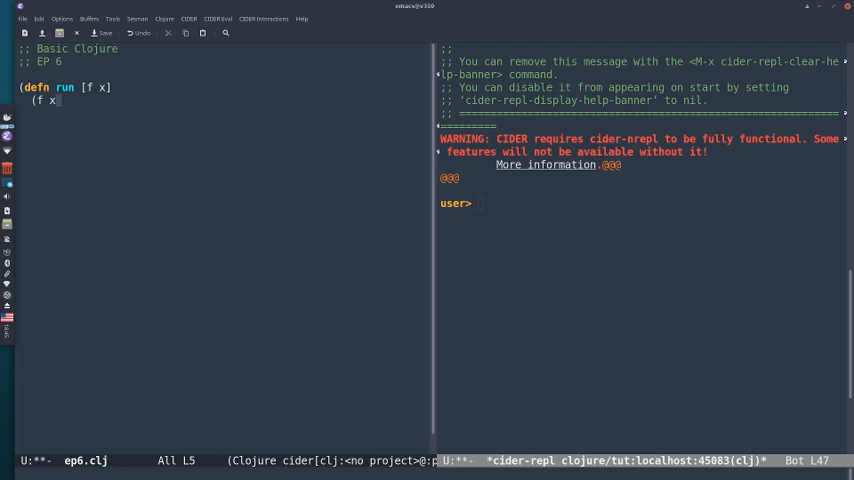 emacs@v330
File Edit Options Buffers Tools Sesman Clojure CIDER CIDER Eval CIDER Interactions Help
Save Undo
;; Basic Clojure
;; EP 6
(defn run [f x]
(f x
;;
;; You can remove this message with the <M-x cider-repl-clear-he
lp-banner> command.
;; You can disable it from appearing on start by setting
;; ‘cider-repl-display-help-banner’ to nil.
;; ==========================================================
=========
WARNING: CIDER requires cider-nrepl to be fully functional. Some
features will not be available without it!
More information.@@@
@@@
user>
U:**- ep6.clj All L5 (Clojure cider[clj:<no project>@:p
U:**- *cider-repl clojure/tut:localhost:45083(clj)* Bot L47